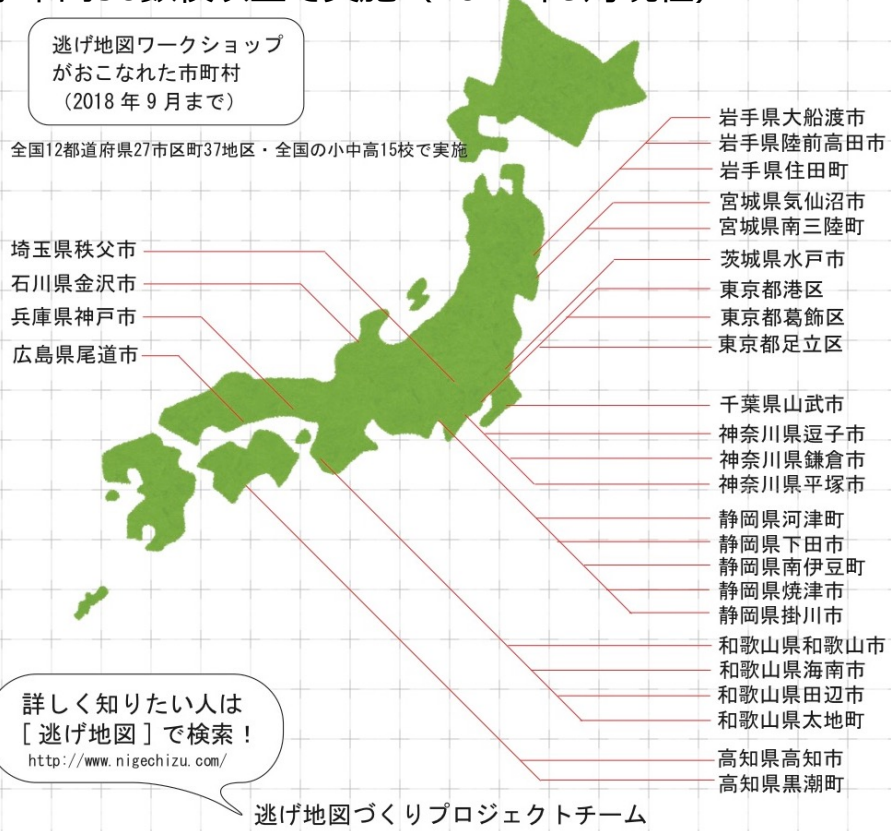 逃げ地図ワークショップ
がおこなれた市町村
（2018 年 9 月まで）
全国12都道府県27市区町37地区・全国の小中高15校で実施
埼玉県秩父市
石川県金沢市
兵庫県神戸市
広島県尾道市
岩手県大船渡市
岩手県陸前高田市
岩手県住田町
宮城県気仙沼市
宮城県南三陸町
茨城県水戸市
東京都港区
東京都葛飾区
東京都足立区
千葉県山武市
神奈川県逗子市
神奈川県鎌倉市
神奈川県平塚市
静岡県河津町
静岡県下田市
静岡県南伊豆町
静岡県焼津市
静岡県掛川市
和歌山県和歌山市
和歌山県海南市
和歌山県田辺市
和歌山県太地町
高知県高知市
高知県黒潮町
詳しく知りたい人は
[ 逃げ地図 ] で検索！
http://www.nigechizu.com/
逃げ地図づくりプロジェクトチーム